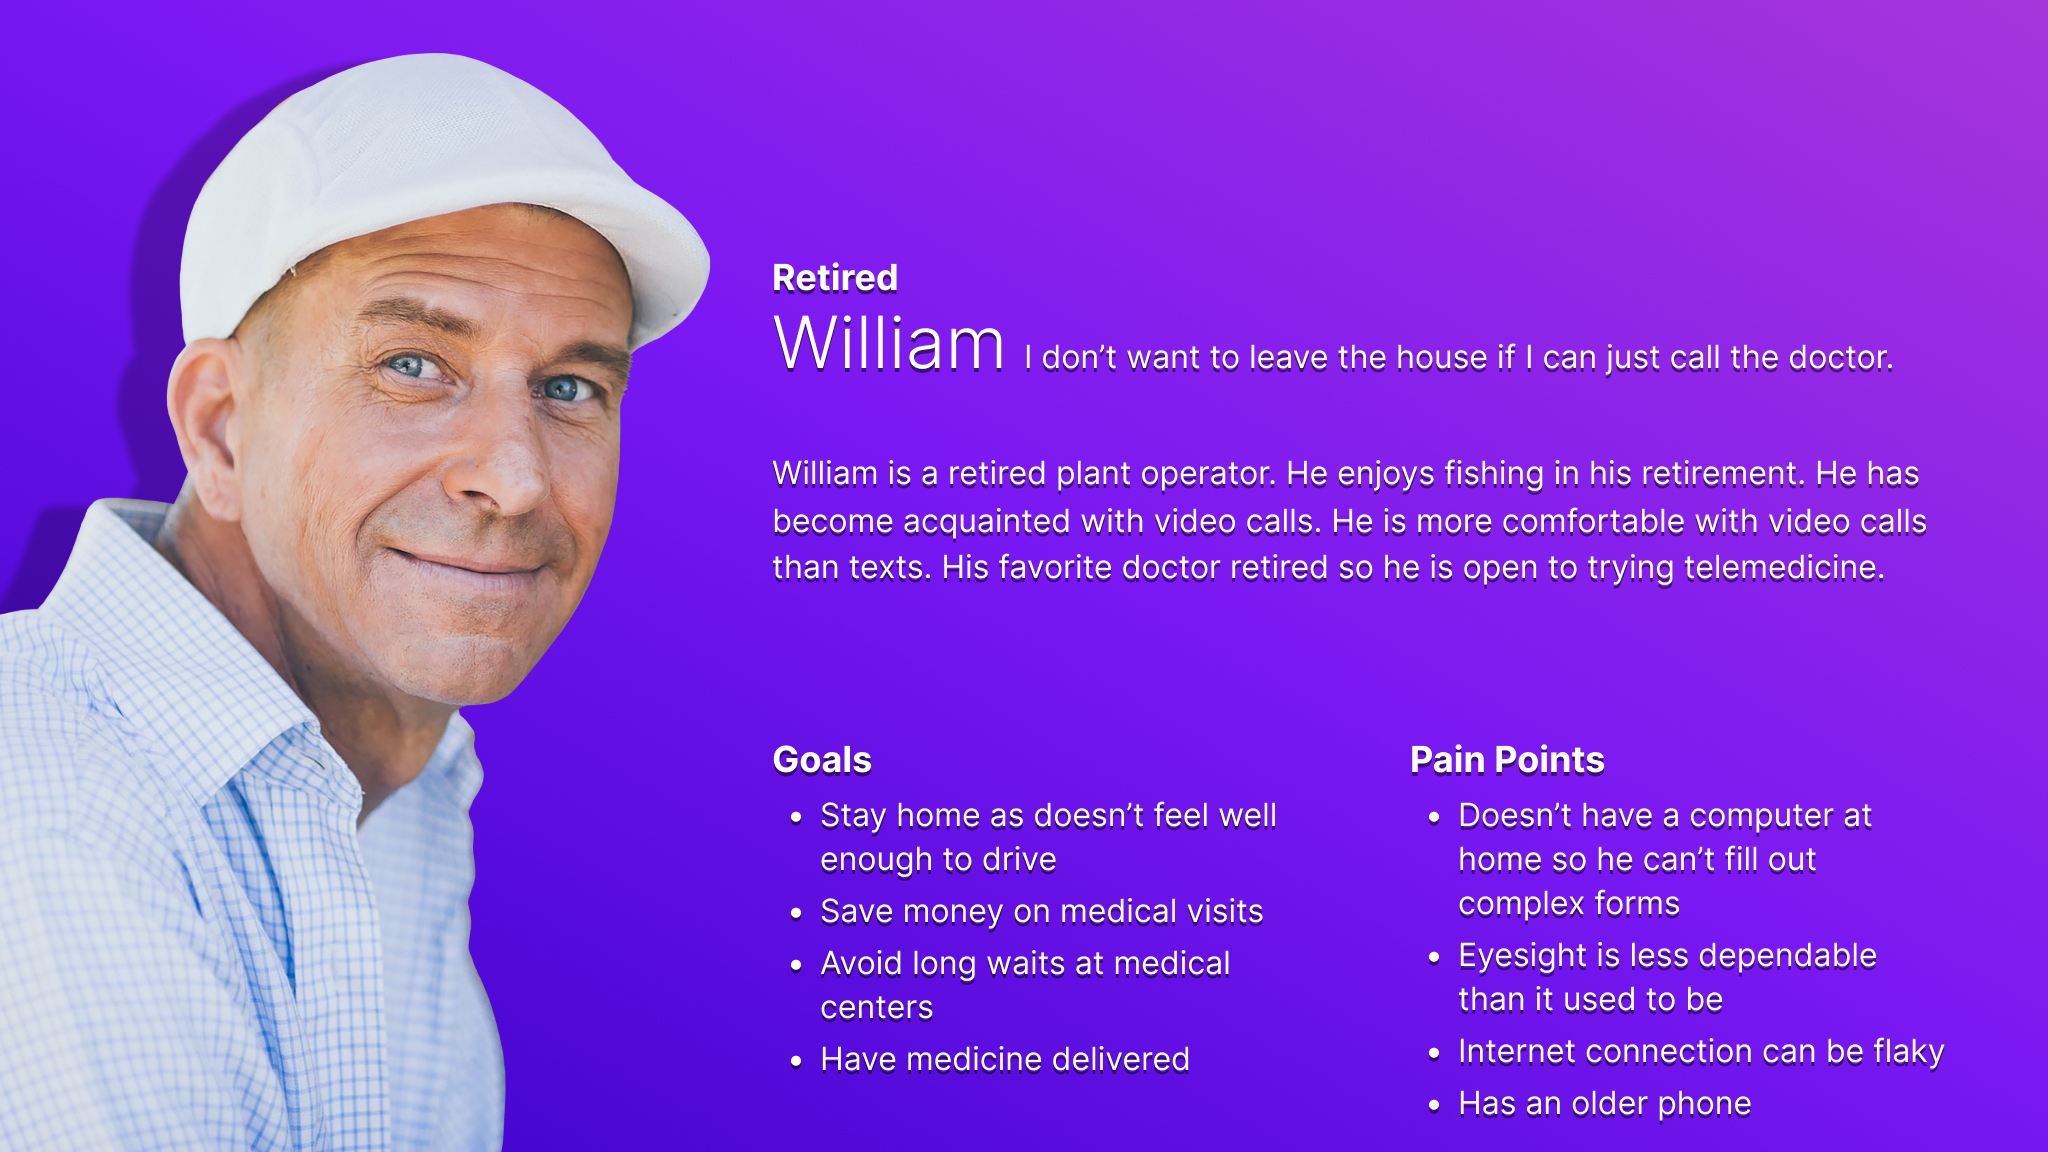 Retired
William I don’t want to leave the house if I can just call the doctor.
William is a retired plant operator. He enjoys fishing in his retirement. He has
become acquainted with video calls. He is more comfortable with video calls
than texts. His favorite doctor retired so he is open to trying telemedicine.
Goals
• Stay home as doesn’t feel well
enough to drive
• Save money on medical visits
• Avoid long waits at medical
centers
• Have medicine delivered
Pain Points
• Doesn’t have a computer at
home so he can’t fill out
complex forms
• Eyesight is less dependable
than it used to be
• Internet connection can be flaky
• Has an older phone